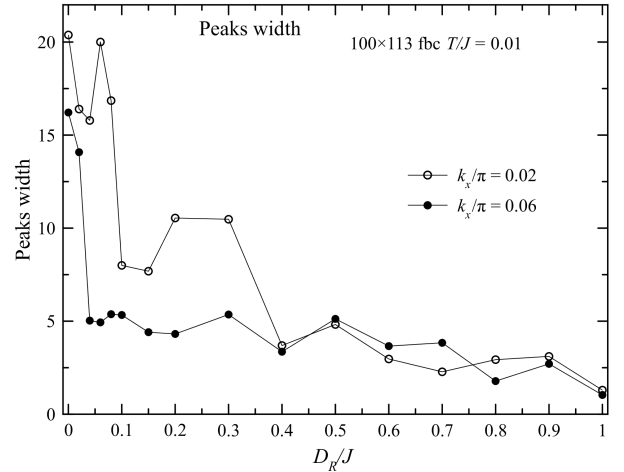 Peaks width
100×113 fbc T/J = 0.01
20
15
10
5
0
Peaks width
kₓ/π = 0.02
kₓ/π = 0.06
0 0.1 0.2 0.3 0.4 0.5 0.6 0.7 0.8 0.9 1
D_R/J